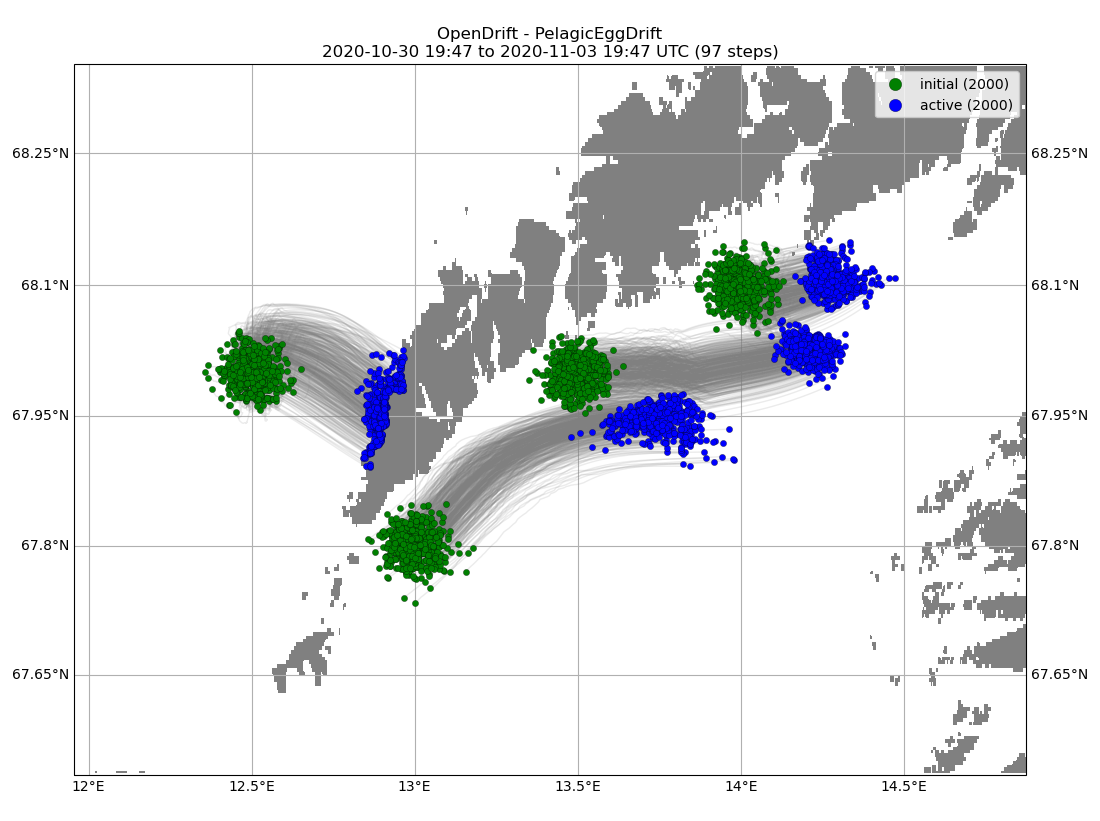 OpenDrift - PelagicEggDrift
2020-10-30 19:47 to 2020-11-03 19:47 UTC (97 steps)
initial (2000)
active (2000)
68.25°N
68.25°N
68.1°N
68.1°N
67.95°N
67.95°N
67.8°N
67.8°N
67.65°N
67.65°N
12°E
12.5°E
13°E
13.5°E
14°E
14.5°E